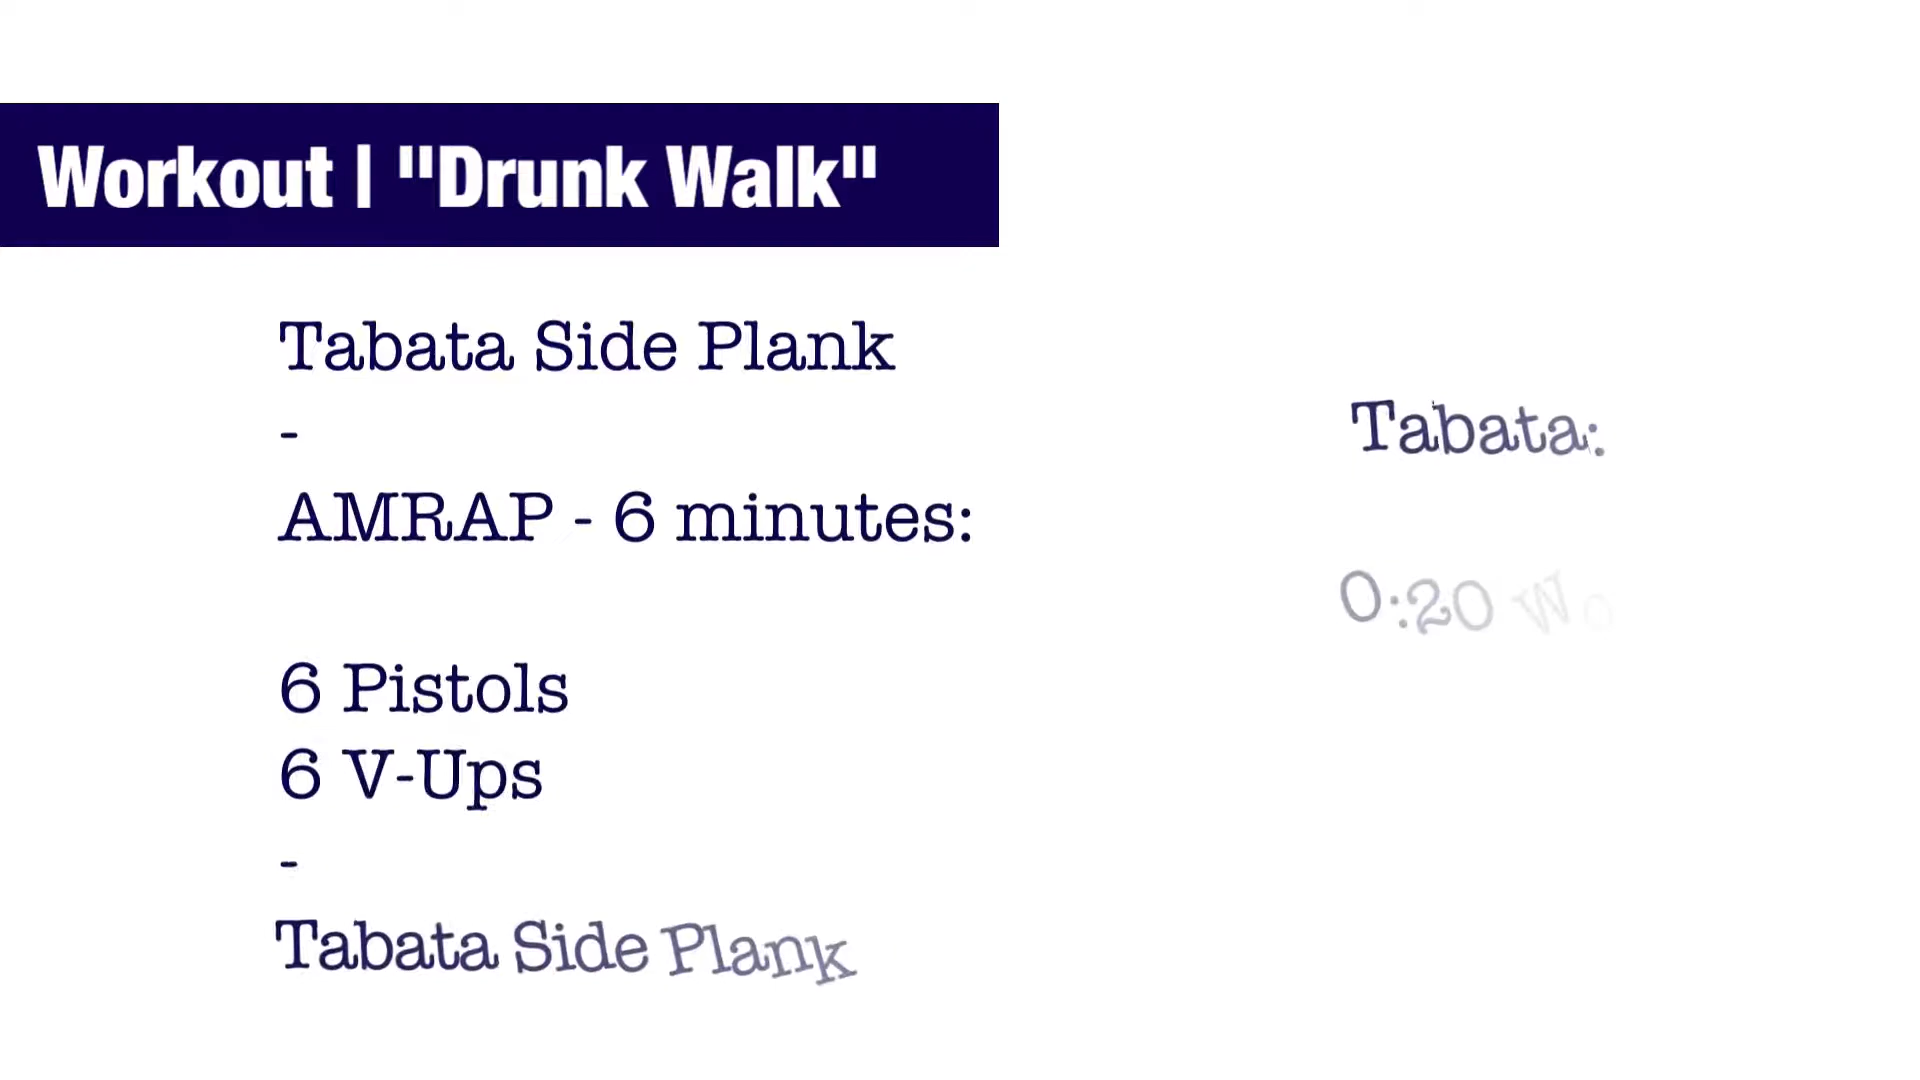 Workout | "Drunk Walk"
Tabata Side Plank
-
AMRAP - 6 minutes:
6 Pistols
6 V-Ups
-
Tabata Side Plank
Tabata:
0:20 Wo